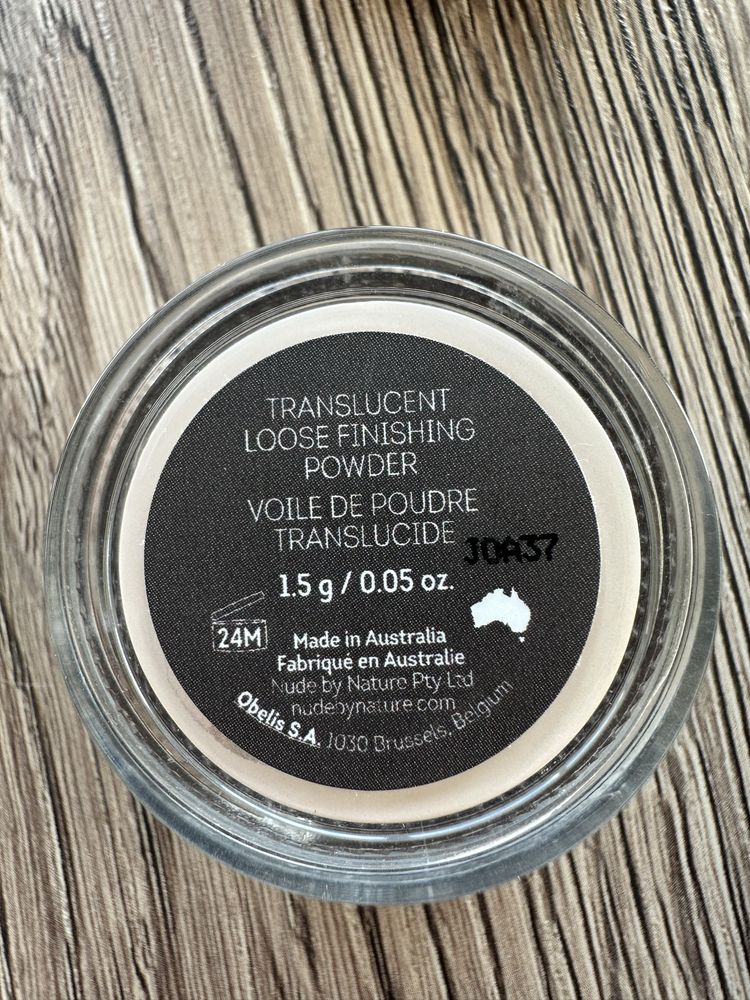 TRANSLUCENT
LOOSE FINISHING
POWDER
VOILE DE POUDRE
TRANSLUCIDE
J0A37
1.5 g / 0.05 oz.
24M
Made in Australia
Fabriqué en Australie
Nude by Nature Pty Ltd
nudebynature.com
Obelis S.A. 1030 Brussels, Belgium